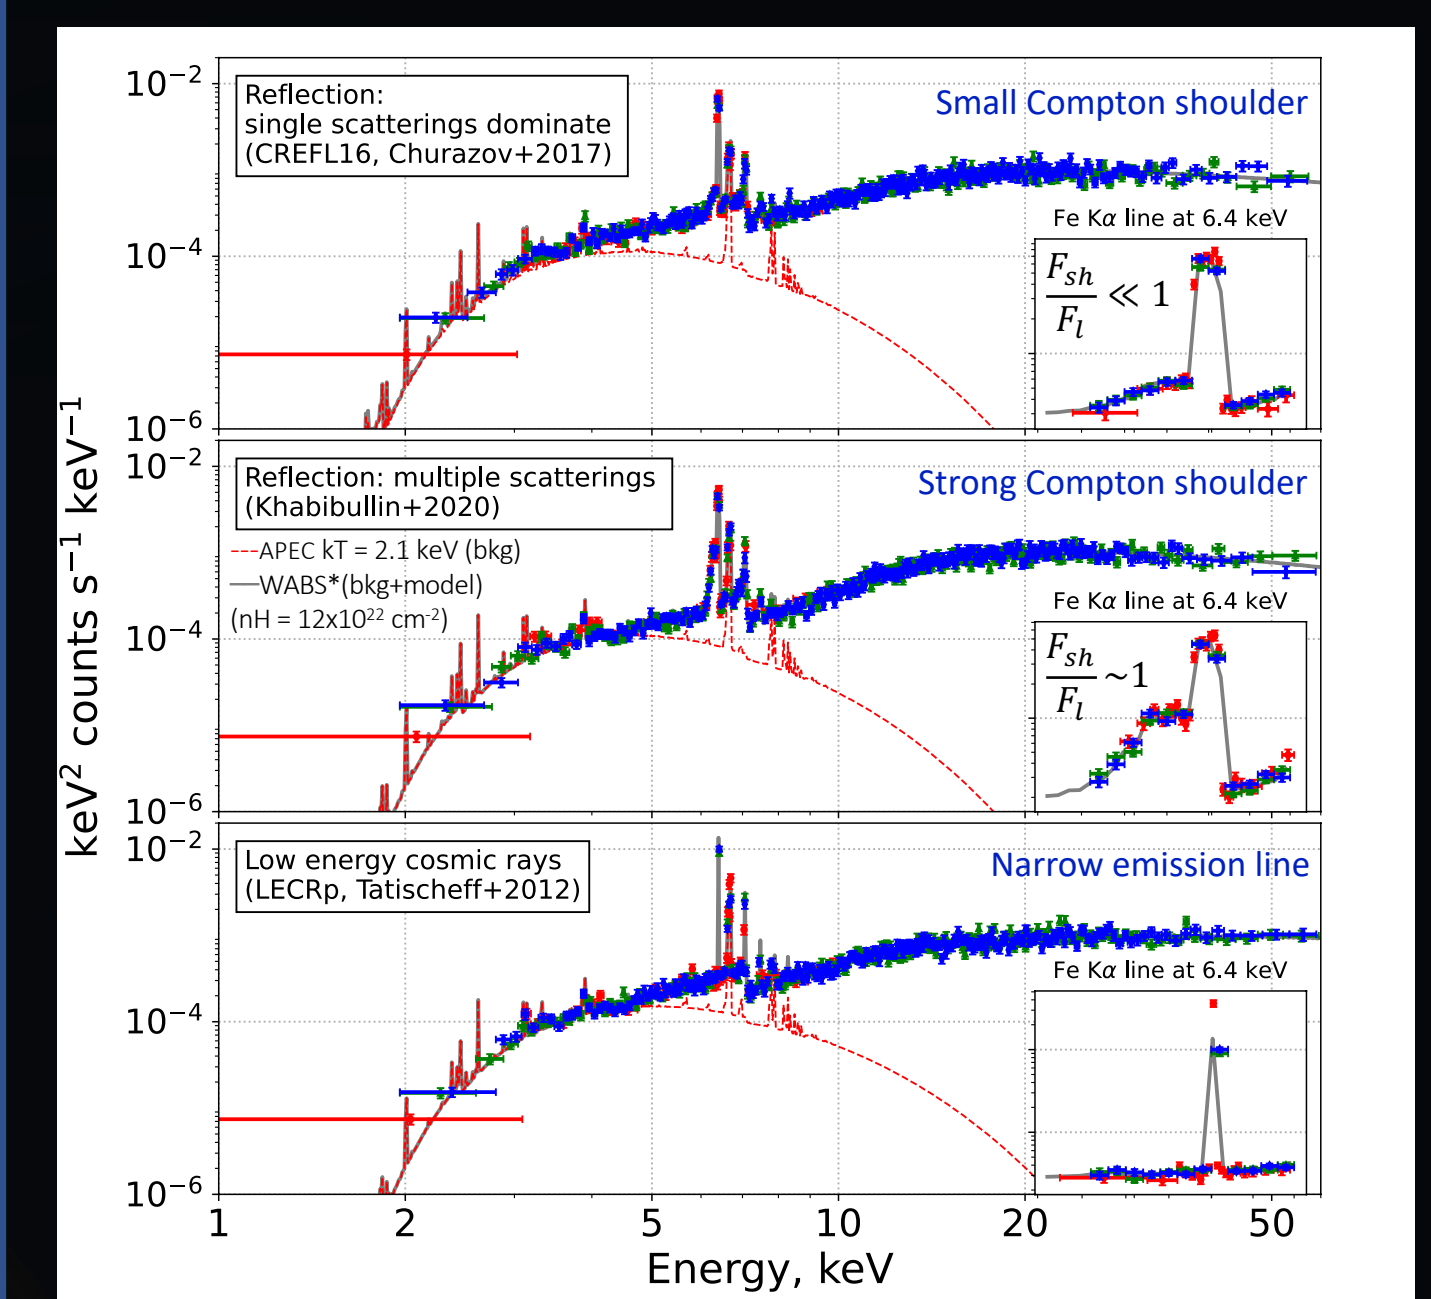 keV² counts s⁻¹ keV⁻¹
10⁻²
10⁻⁴
10⁻⁶
Reflection:
single scatterings dominate
(CREFL16, Churazov+2017)
Small Compton shoulder
Fe Kα line at 6.4 keV
F_sh/F_l ≪ 1
10⁻²
10⁻⁴
10⁻⁶
Reflection: multiple scatterings
(Khabibullin+2020)
---APEC kT = 2.1 keV (bkg)
—WABS*(bkg+model)
(nH = 12x10²² cm⁻²)
Strong Compton shoulder
Fe Kα line at 6.4 keV
F_sh/F_l ~1
10⁻²
10⁻⁴
10⁻⁶
Low energy cosmic rays
(LECRp, Tatischeff+2012)
Narrow emission line
Fe Kα line at 6.4 keV
1 2 5 10 20 50
Energy, keV